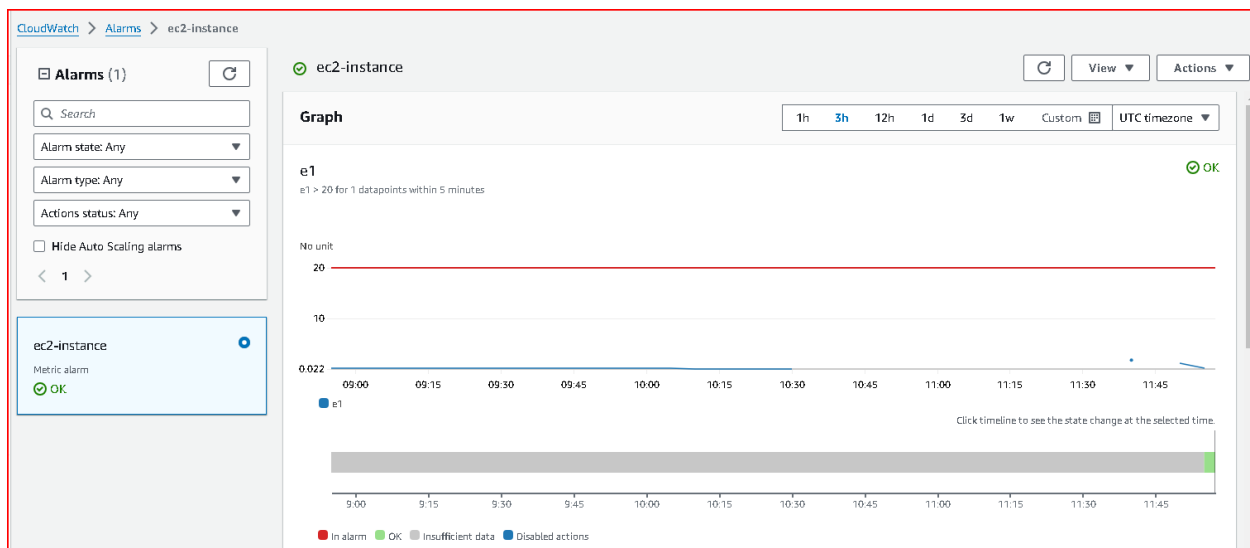 CloudWatch > Alarms > ec2-instance
Alarms (1)
Search
Alarm state: Any
Alarm type: Any
Actions status: Any
Hide Auto Scaling alarms
1
ec2-instance
Metric alarm
OK
ec2-instance
View
Actions
Graph
1h 3h 12h 1d 3d 1w Custom UTC timezone
e1
OK
e1 > 20 for 1 datapoints within 5 minutes
No unit
20
10
0.022
09:00 09:15 09:30 09:45 10:00 10:15 10:30 10:45 11:00 11:15 11:30 11:45
e1
Click timeline to see the state change at the selected time.
9:00 9:15 9:30 9:45 10:00 10:15 10:30 10:45 11:00 11:15 11:30 11:45
In alarm OK Insufficient data Disabled actions